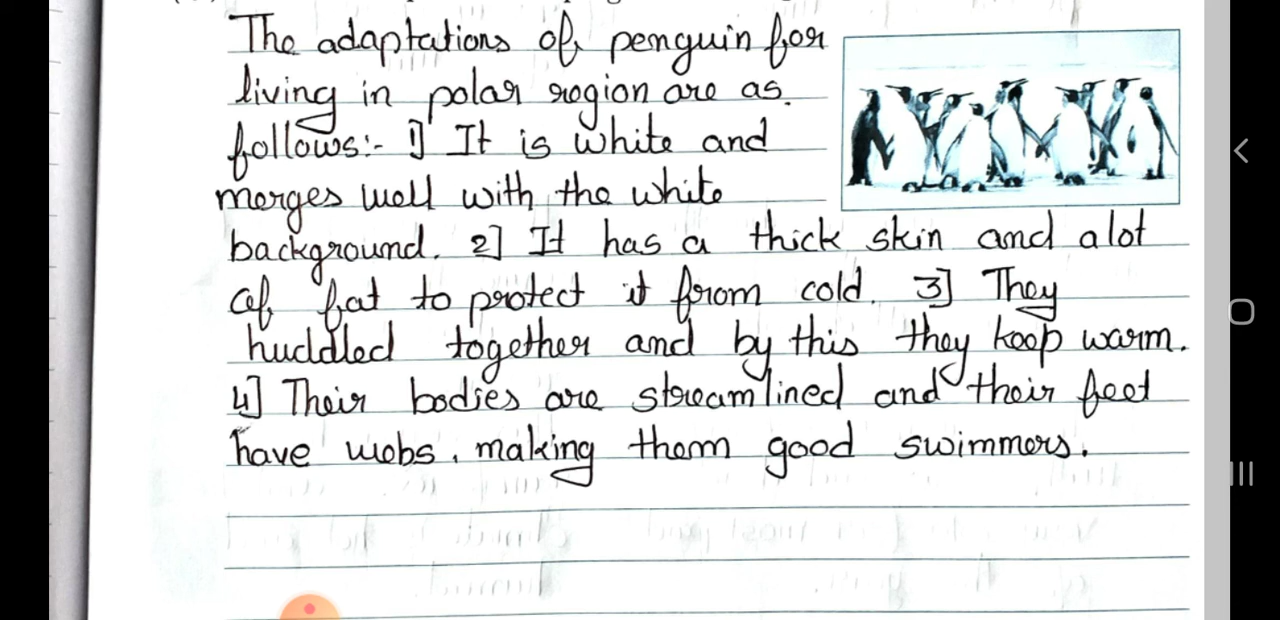 The adaptations of penguin for
living in polar region are as.
follows:- 1] It is white and
merges well with the white
background. 2] It has a thick skin and a lot
of fat to protect it from cold. 3] They
huddled together and by this they keep warm.
4] Their bodies are streamlined and their feet
have webs, making them good swimmers.